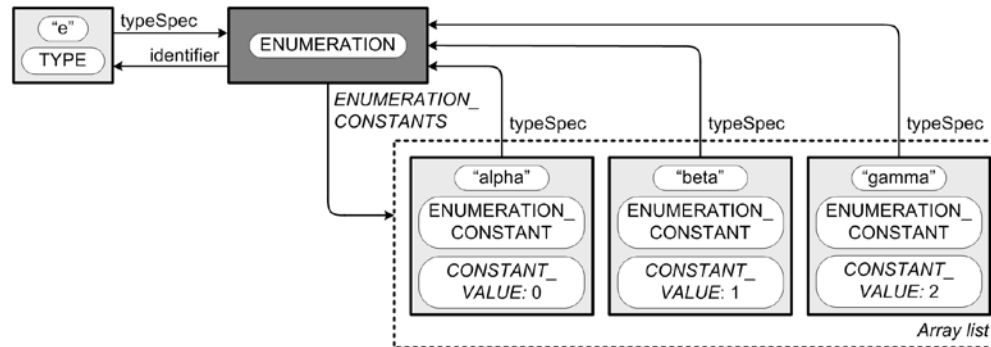 “e”
typeSpec
TYPE
identifier
ENUMERATION
ENUMERATION_
CONSTANTS
typeSpec
typeSpec
typeSpec
“alpha”
ENUMERATION_
CONSTANT
CONSTANT_
VALUE: 0
“beta”
ENUMERATION_
CONSTANT
CONSTANT_
VALUE: 1
“gamma”
ENUMERATION_
CONSTANT
CONSTANT_
VALUE: 2
Array list